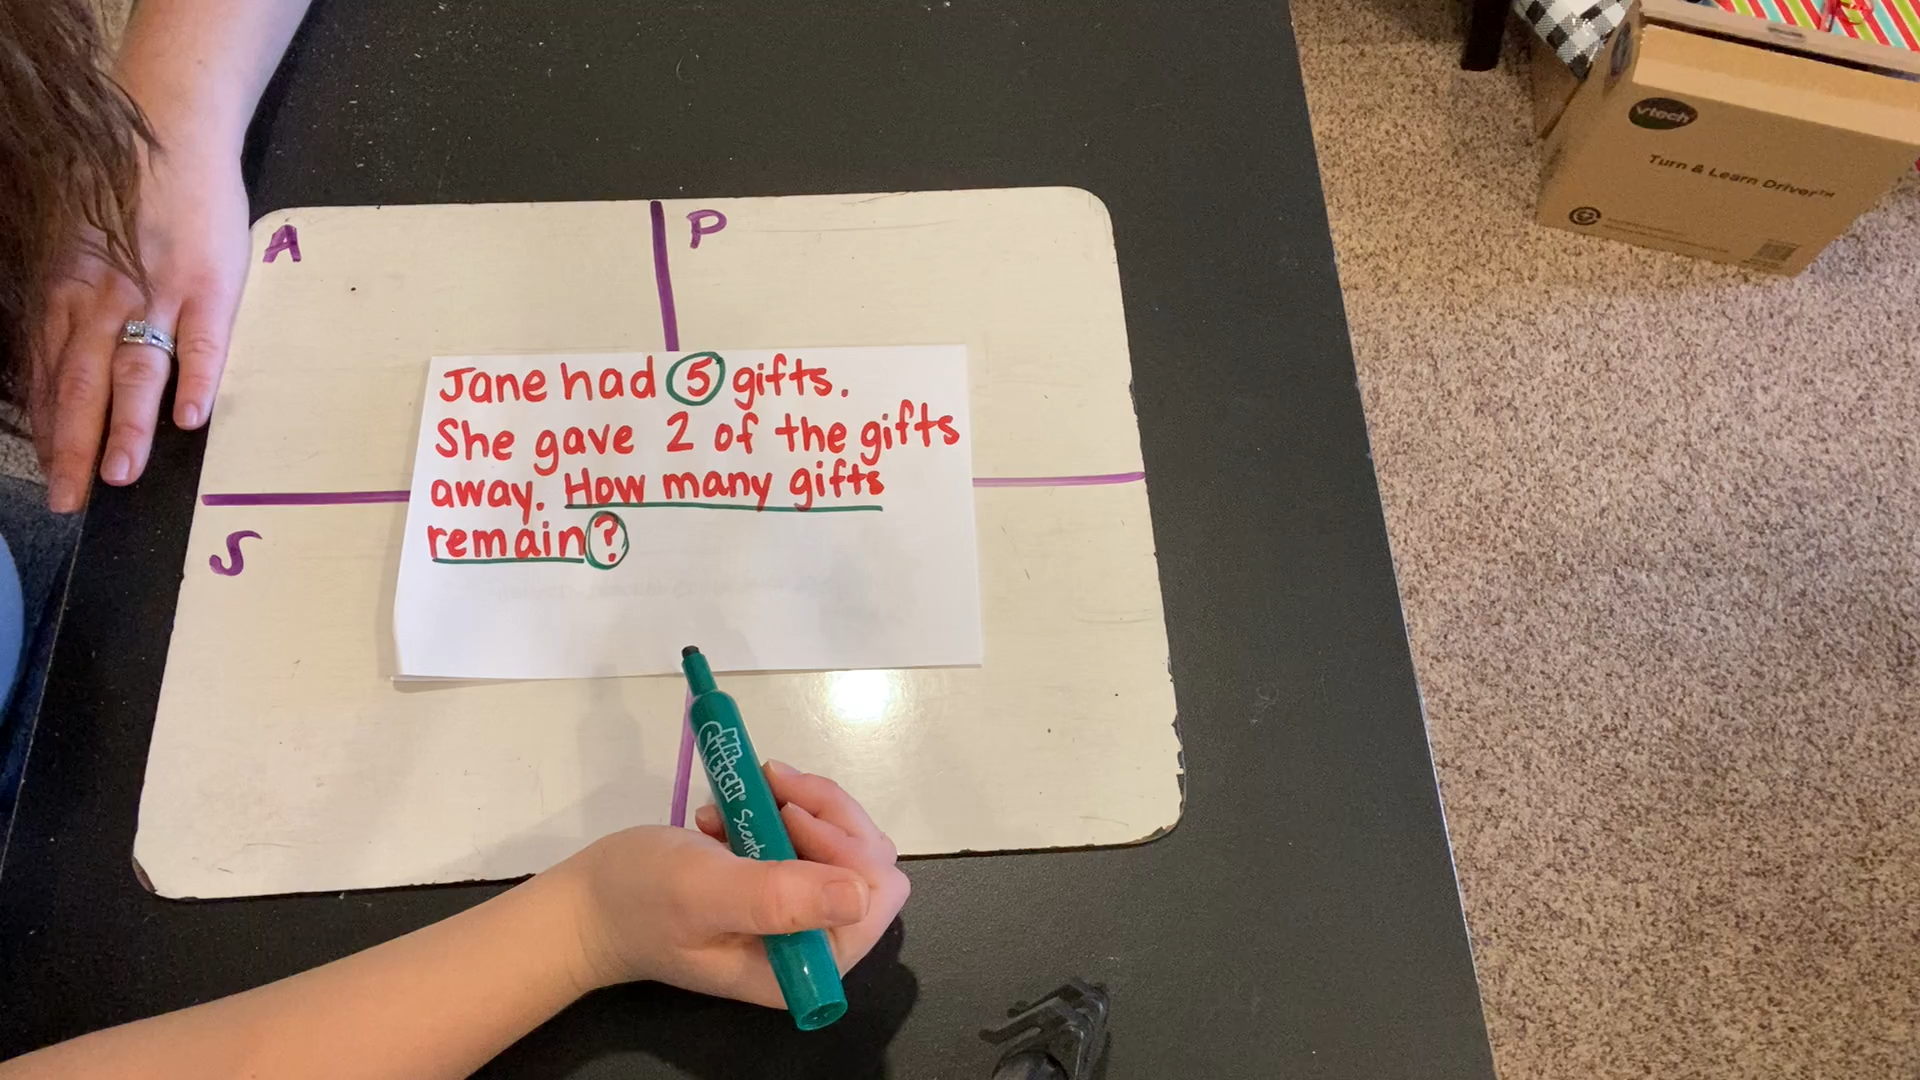 A
P
Jane had 5 gifts.
She gave 2 of the gifts
away. How many gifts
remain?
S
MR.
SKETCH®
Scente
vtech
Turn & Learn Driver™